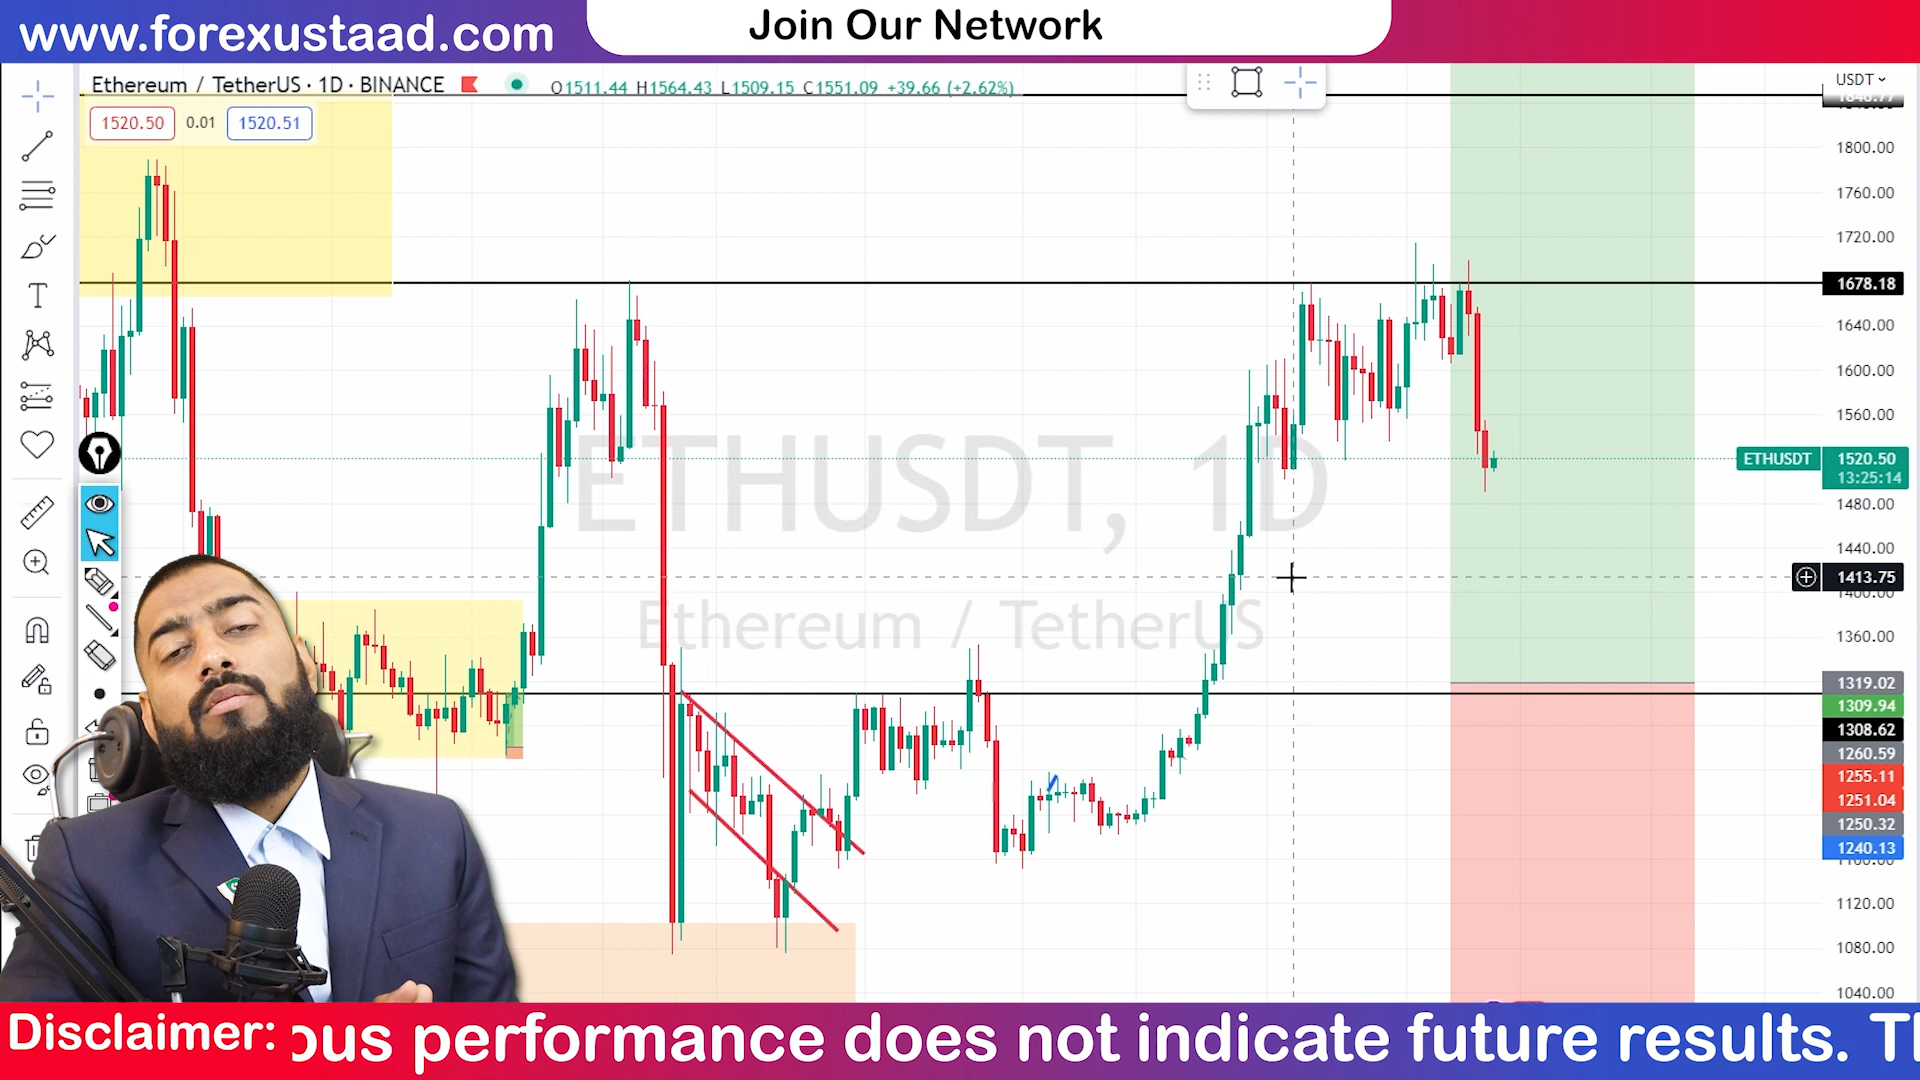 www.forexustaad.com
Join Our Network
Ethereum / TetherUS · 1D · BINANCE
O1511.44 H1564.43 L1509.15 C1551.09 +39.66 (+2.62%)
USDT
1520.50 0.01 1520.51
1800.00
1760.00
1720.00
1678.18
1640.00
1600.00
1560.00
ETHUSDT 1520.50
13:25:14
1480.00
1440.00
1413.75
1400.00
1360.00
1319.02
1309.94
1308.62
1260.59
1255.11
1251.04
1250.32
1240.13
1120.00
1080.00
1040.00
ETHUSDT, 1D
Ethereum / TetherUS
Disclaimer: ous performance does not indicate future results. Th